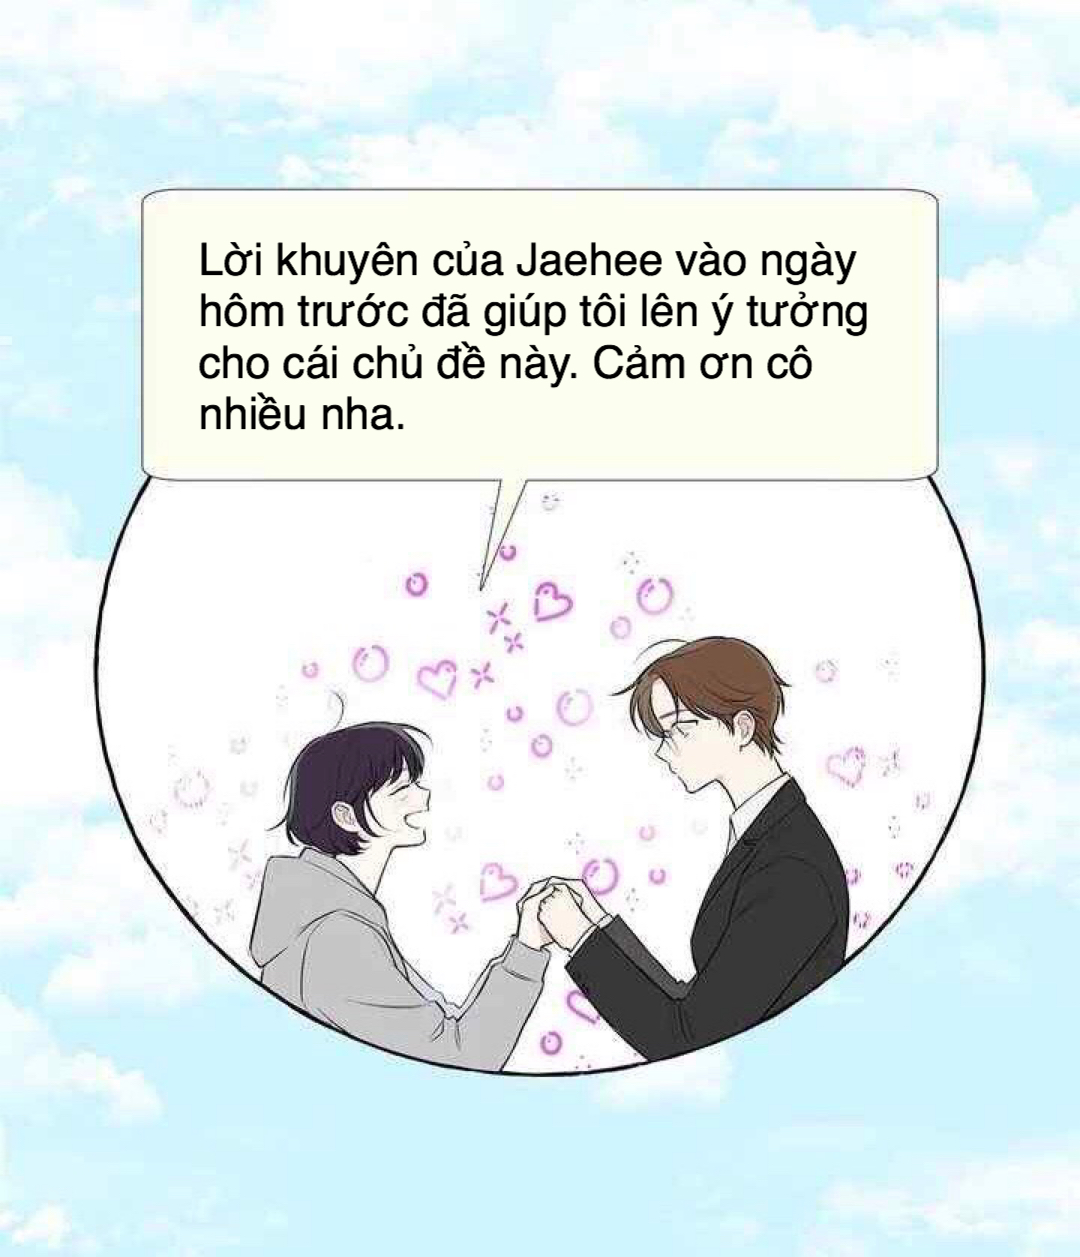 Lời khuyên của Jaehee vào ngày
hôm trước đã giúp tôi lên ý tưởng
cho cái chủ đề này. Cảm ơn cô
nhiều nha.